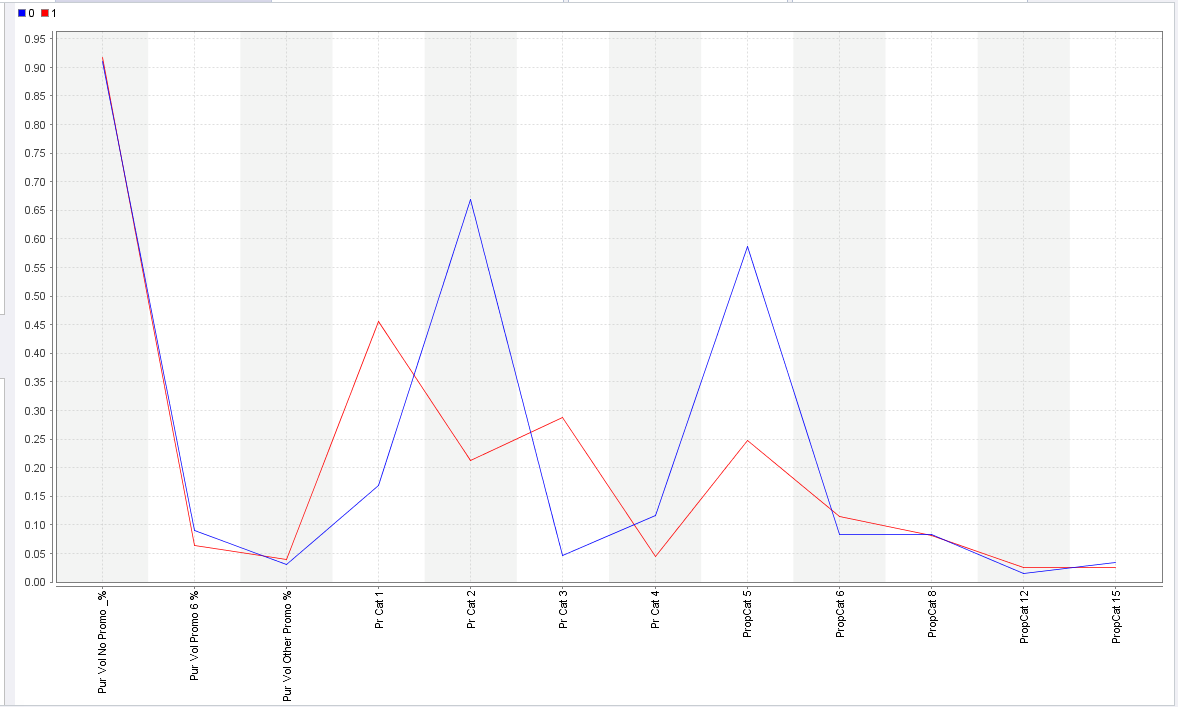 0 1
0.95
0.90
0.85
0.80
0.75
0.70
0.65
0.60
0.55
0.50
0.45
0.40
0.35
0.30
0.25
0.20
0.15
0.10
0.05
0.00
Pur Vol No Promo _%
Pur Vol Promo 6 %
Pur Vol Other Promo %
Pr Cat 1
Pr Cat 2
Pr Cat 3
Pr Cat 4
PropCat 5
PropCat 6
PropCat 8
PropCat 12
PropCat 15